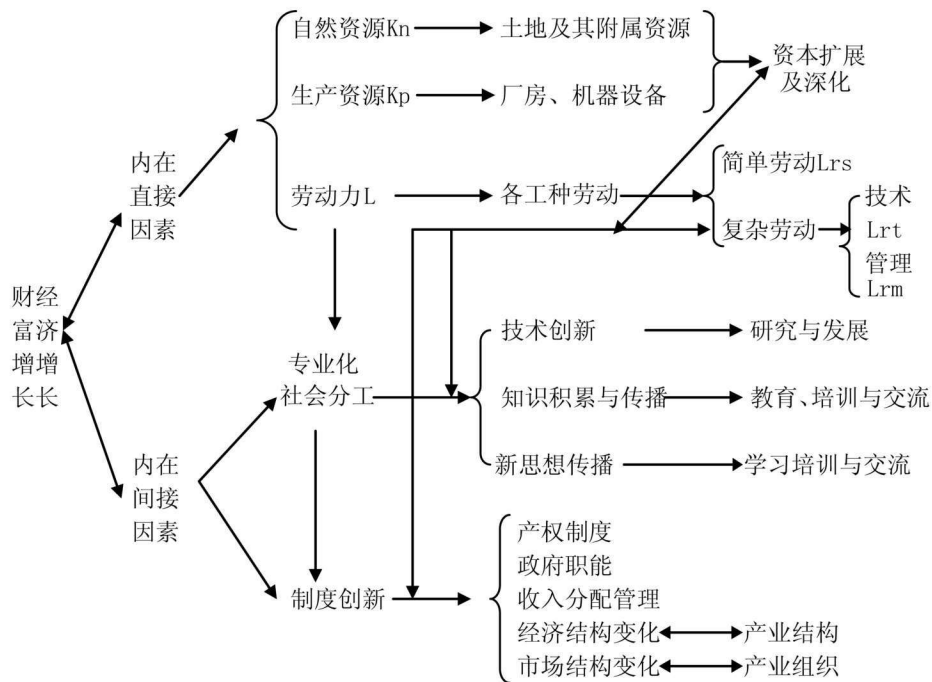 自然资源Kn
土地及其附属资源
资本扩展
及深化
生产资源Kp
厂房、机器设备
内在
直接
因素
简单劳动Lrs
劳动力L
各工种劳动
复杂劳动
技术
Lrt
管理
Lrm
财经
富济
增增
长长
专业化
社会分工
技术创新
研究与发展
知识积累与传播
教育、培训与交流
新思想传播
学习培训与交流
内在
间接
因素
制度创新
产权制度
政府职能
收入分配管理
经济结构变化
产业结构
市场结构变化
产业组织